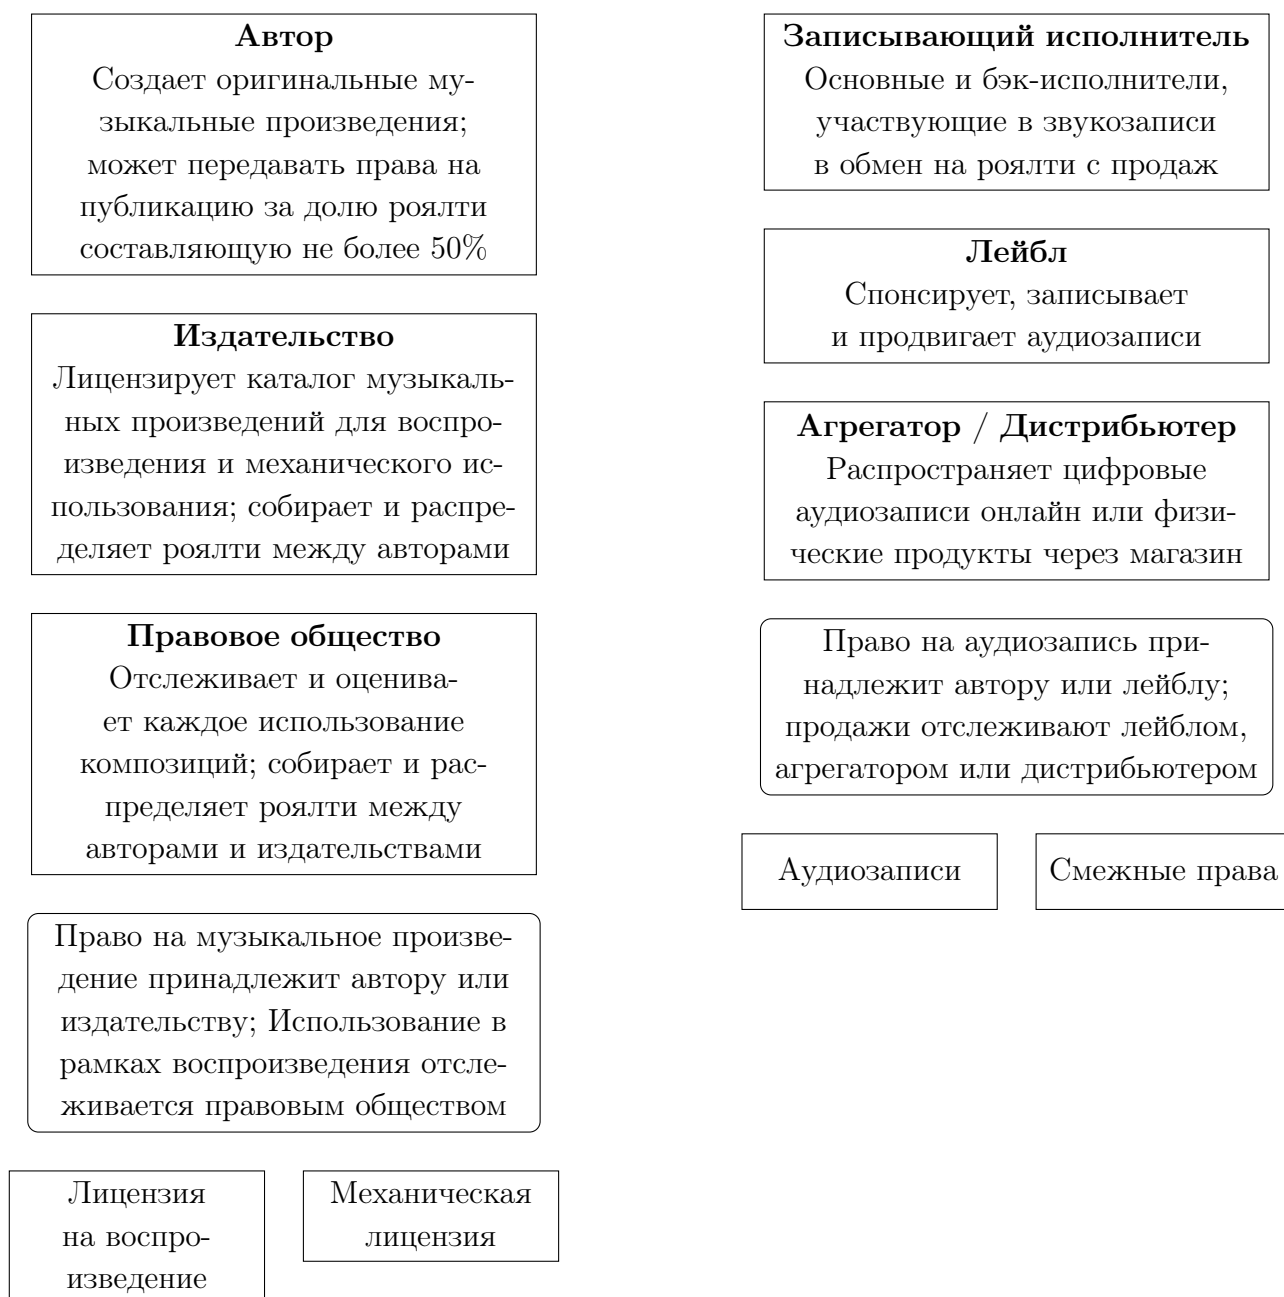 Автор
Создает оригинальные му-
зыкальные произведения;
может передавать права на
публикацию за долю роялти
составляющую не более 50%
Издательство
Лицензирует каталог музыкаль-
ных произведений для воспро-
изведения и механического ис-
пользования; собирает и распре-
деляет роялти между авторами
Правовое общество
Отслеживает и оценива-
ет каждое использование
композиций; собирает и рас-
пределяет роялти между
авторами и издательствами
Право на музыкальное произве-
дение принадлежит автору или
издательству; Использование в
рамках воспроизведения отсле-
живается правовым обществом
Лицензия
на воспро-
изведение
Механическая
лицензия
Записывающий исполнитель
Основные и бэк-исполнители,
участвующие в звукозаписи
в обмен на роялти с продаж
Лейбл
Спонсирует, записывает
и продвигает аудиозаписи
Агрегатор / Дистрибьютер
Распространяет цифровые
аудиозаписи онлайн или физи-
ческие продукты через магазин
Право на аудиозапись при-
надлежит автору или лейблу;
продажи отслеживают лейблом,
агрегатором или дистрибьютером
Аудиозаписи
Смежные права